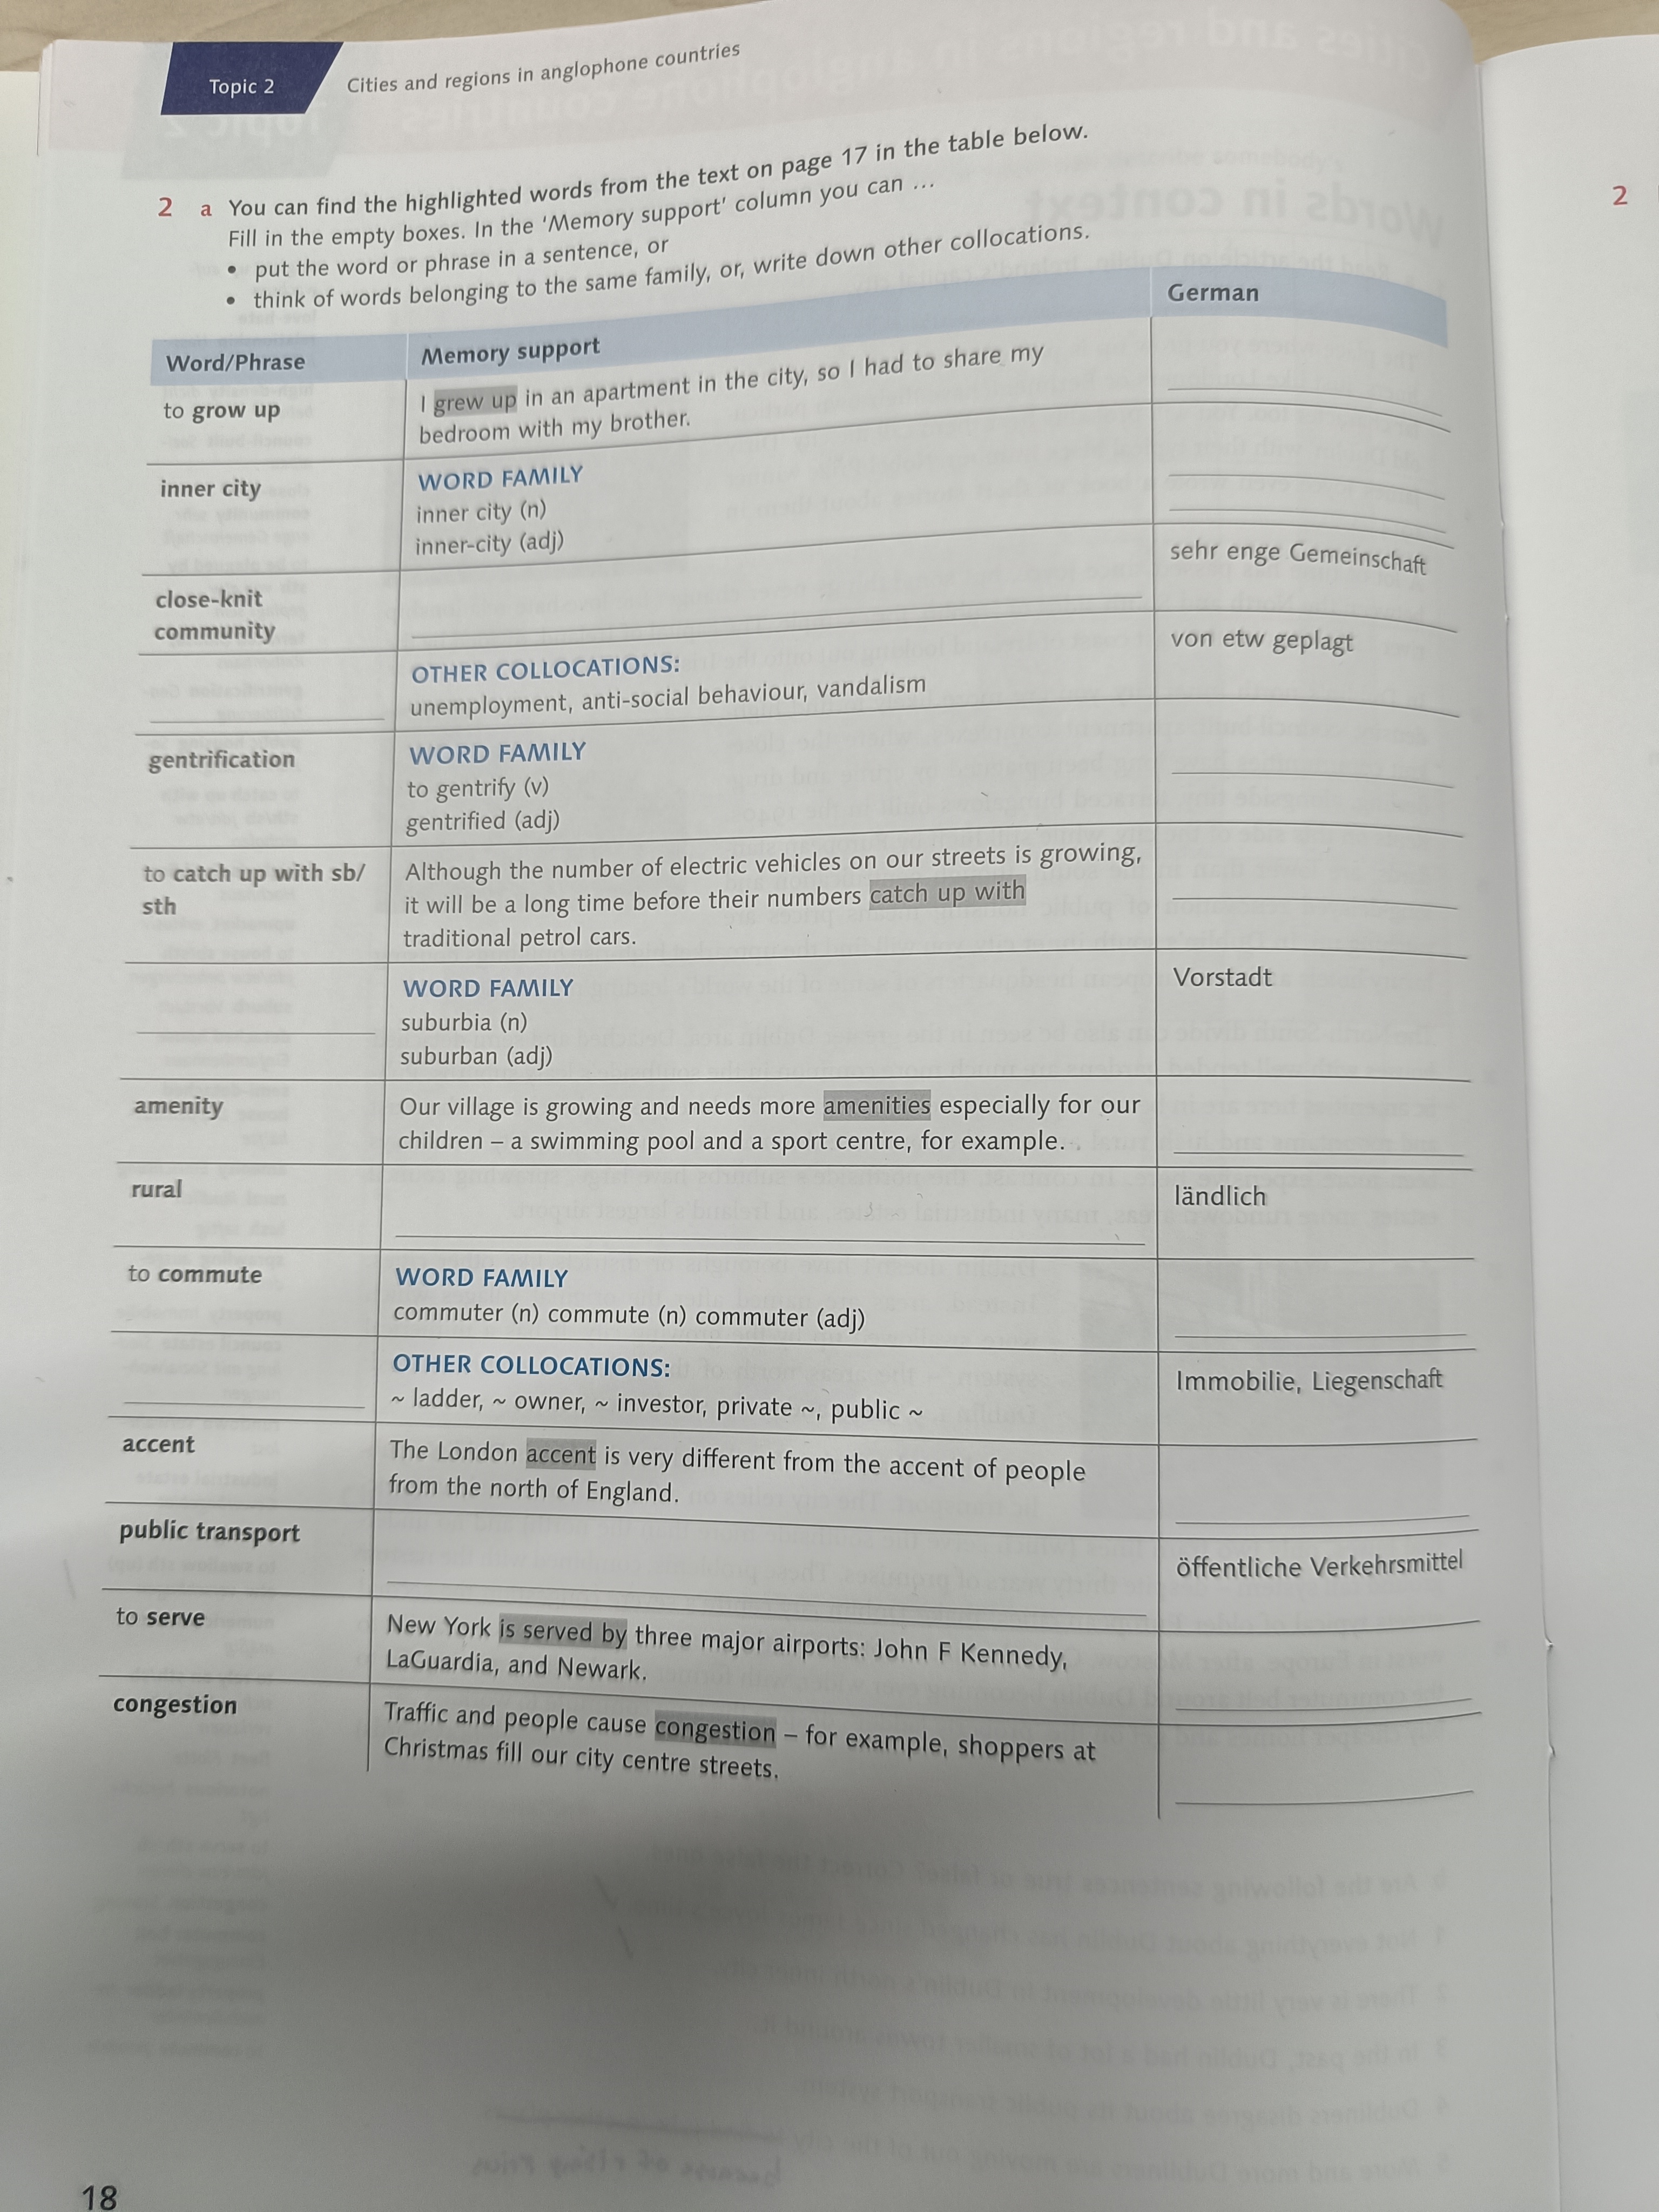 Topic 2
Cities and regions in anglophone countries
2 a You can find the highlighted words from the text on page 17 in the table below.
Fill in the empty boxes. In the ‘Memory support’ column you can …
• put the word or phrase in a sentence, or
• think of words belonging to the same family, or, write down other collocations.
Word/Phrase
Memory support
German
to grow up
I grew up in an apartment in the city, so I had to share my
bedroom with my brother.
inner city
WORD FAMILY
inner city (n)
inner-city (adj)
close-knit
community
sehr enge Gemeinschaft
OTHER COLLOCATIONS:
unemployment, anti-social behaviour, vandalism
von etw geplagt
gentrification
WORD FAMILY
to gentrify (v)
gentrified (adj)
to catch up with sb/
sth
Although the number of electric vehicles on our streets is growing,
it will be a long time before their numbers catch up with
traditional petrol cars.
WORD FAMILY
suburbia (n)
suburban (adj)
Vorstadt
amenity
Our village is growing and needs more amenities especially for our
children – a swimming pool and a sport centre, for example.
rural
ländlich
to commute
WORD FAMILY
commuter (n) commute (n) commuter (adj)
OTHER COLLOCATIONS:
~ ladder, ~ owner, ~ investor, private ~, public ~
Immobilie, Liegenschaft
accent
The London accent is very different from the accent of people
from the north of England.
public transport
öffentliche Verkehrsmittel
to serve
New York is served by three major airports: John F Kennedy,
LaGuardia, and Newark.
congestion
Traffic and people cause congestion – for example, shoppers at
Christmas fill our city centre streets.
18
2